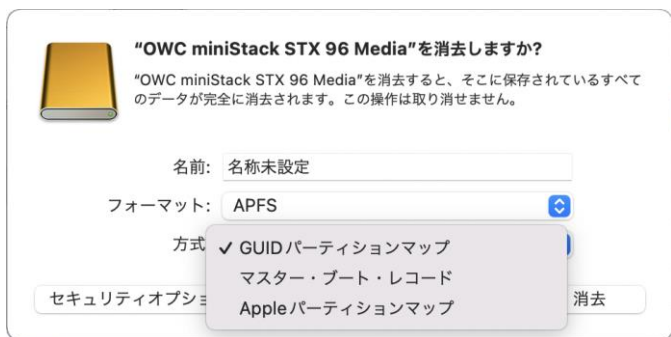 “OWC miniStack STX 96 Media”を消去しますか?
“OWC miniStack STX 96 Media”を消去すると、そこに保存されているすべて
のデータが完全に消去されます。この操作は取り消せません。
名前: 名称未設定
フォーマット: APFS
方式
✓ GUIDパーティションマップ
マスター・ブート・レコード
Appleパーティションマップ
セキュリティオプショ
消去